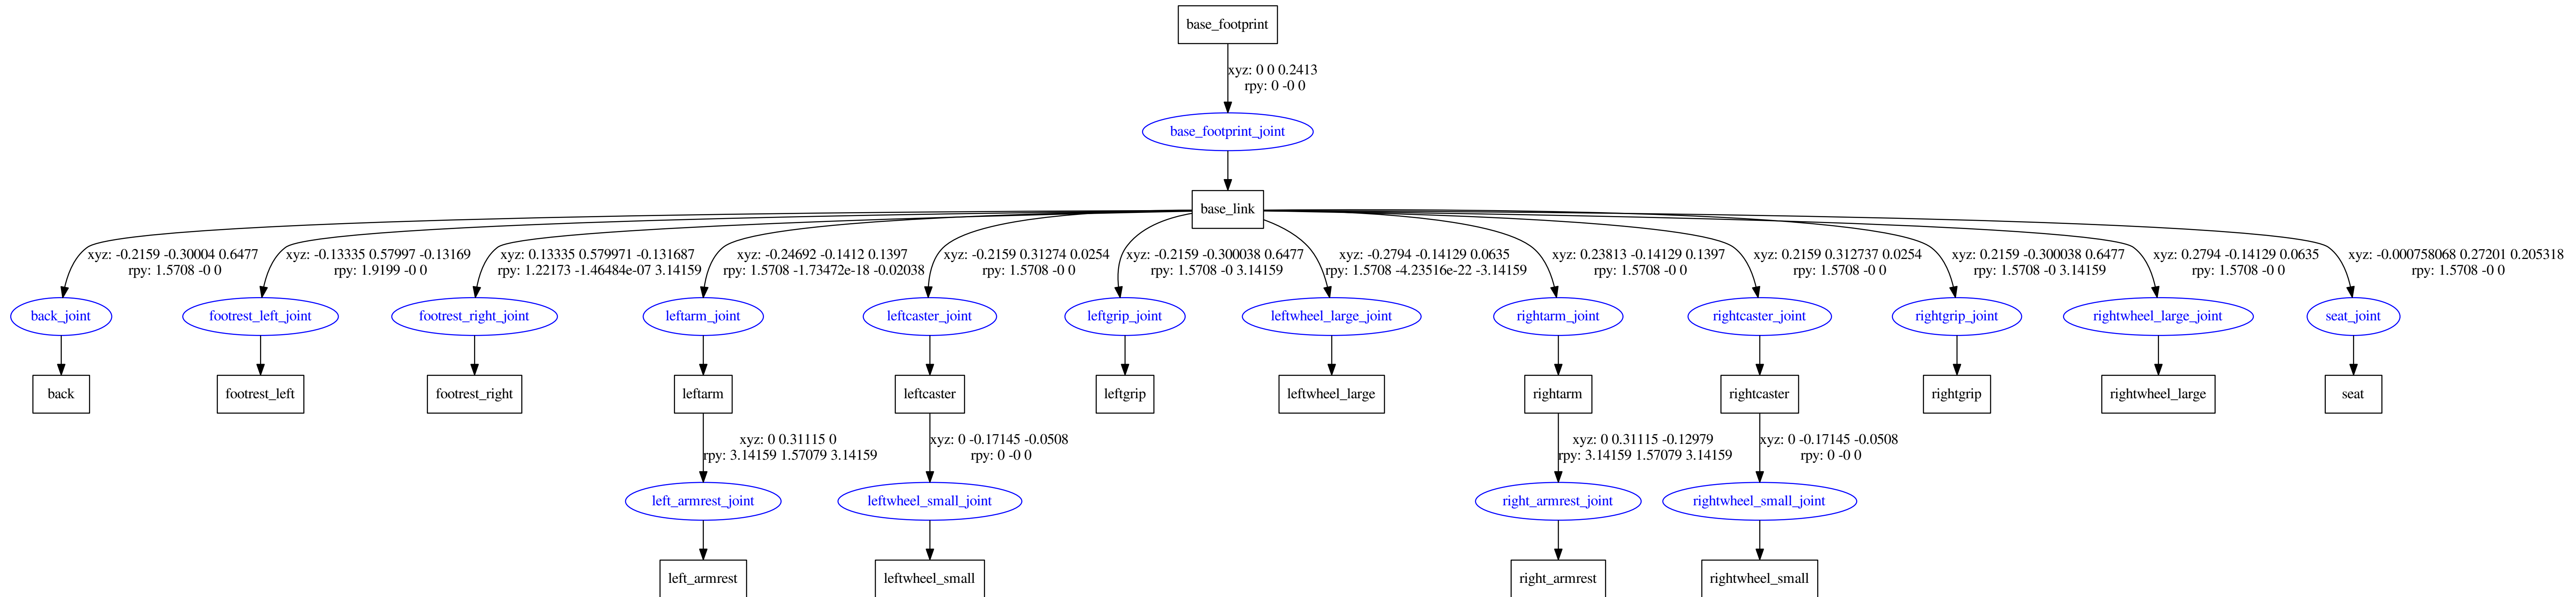 base_footprint
xyz: 0 0 0.2413
rpy: 0 -0 0
base_footprint_joint
base_link
xyz: -0.2159 -0.30004 0.6477
rpy: 1.5708 -0 0
xyz: -0.13335 0.57997 -0.13169
rpy: 1.9199 -0 0
xyz: 0.13335 0.579971 -0.131687
rpy: 1.22173 -1.46484e-07 3.14159
xyz: -0.24692 -0.1412 0.1397
rpy: 1.5708 -1.73472e-18 -0.02038
xyz: -0.2159 0.31274 0.0254
rpy: 1.5708 -0 0
xyz: -0.2159 -0.300038 0.6477
rpy: 1.5708 -0 3.14159
xyz: -0.2794 -0.14129 0.0635
rpy: 1.5708 -4.23516e-22 -3.14159
xyz: 0.23813 -0.14129 0.1397
rpy: 1.5708 -0 0
xyz: 0.2159 0.312737 0.0254
rpy: 1.5708 -0 0
xyz: 0.2159 -0.300038 0.6477
rpy: 1.5708 -0 3.14159
xyz: 0.2794 -0.14129 0.0635
rpy: 1.5708 -0 0
xyz: -0.000758068 0.27201 0.205318
rpy: 1.5708 -0 0
back_joint
footrest_left_joint
footrest_right_joint
leftarm_joint
leftcaster_joint
leftgrip_joint
leftwheel_large_joint
rightarm_joint
rightcaster_joint
rightgrip_joint
rightwheel_large_joint
seat_joint
back
footrest_left
footrest_right
leftarm
leftcaster
leftgrip
leftwheel_large
rightarm
rightcaster
rightgrip
rightwheel_large
seat
xyz: 0 0.31115 0
rpy: 3.14159 1.57079 3.14159
xyz: 0 -0.17145 -0.0508
rpy: 0 -0 0
xyz: 0 0.31115 -0.12979
rpy: 3.14159 1.57079 3.14159
xyz: 0 -0.17145 -0.0508
rpy: 0 -0 0
left_armrest_joint
leftwheel_small_joint
right_armrest_joint
rightwheel_small_joint
left_armrest
leftwheel_small
right_armrest
rightwheel_small